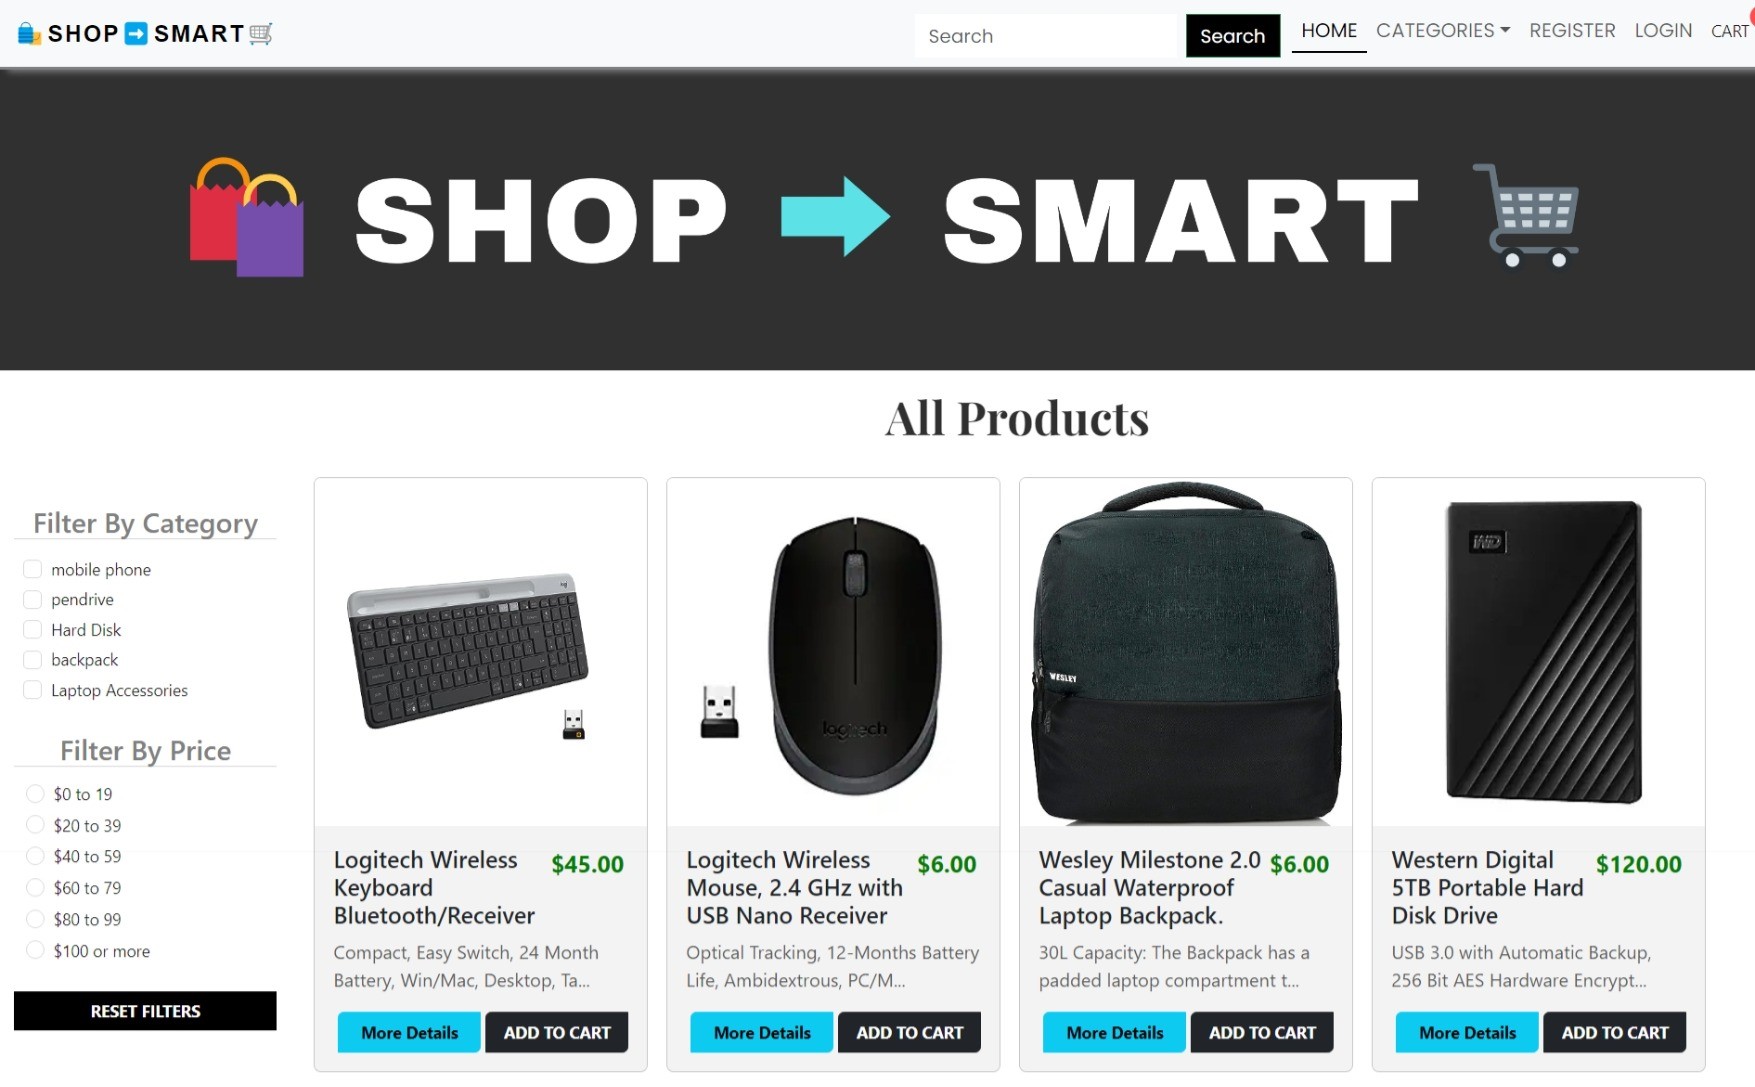 SHOP SMART
Search
Search
HOME
CATEGORIES
REGISTER
LOGIN
CART
SHOP SMART
All Products
Filter By Category
mobile phone
pendrive
Hard Disk
backpack
Laptop Accessories
Filter By Price
$0 to 19
$20 to 39
$40 to 59
$60 to 79
$80 to 99
$100 or more
RESET FILTERS
logi
Logitech Wireless
Keyboard
Bluetooth/Receiver
$45.00
Compact, Easy Switch, 24 Month
Battery, Win/Mac, Desktop, Ta...
More Details
ADD TO CART
logitech
Logitech Wireless
Mouse, 2.4 GHz with
USB Nano Receiver
$6.00
Optical Tracking, 12-Months Battery
Life, Ambidextrous, PC/M...
More Details
ADD TO CART
WESLEY
Wesley Milestone 2.0
Casual Waterproof
Laptop Backpack.
$6.00
30L Capacity: The Backpack has a
padded laptop compartment t...
More Details
ADD TO CART
WD
Western Digital
5TB Portable Hard
Disk Drive
$120.00
USB 3.0 with Automatic Backup,
256 Bit AES Hardware Encrypt...
More Details
ADD TO CART